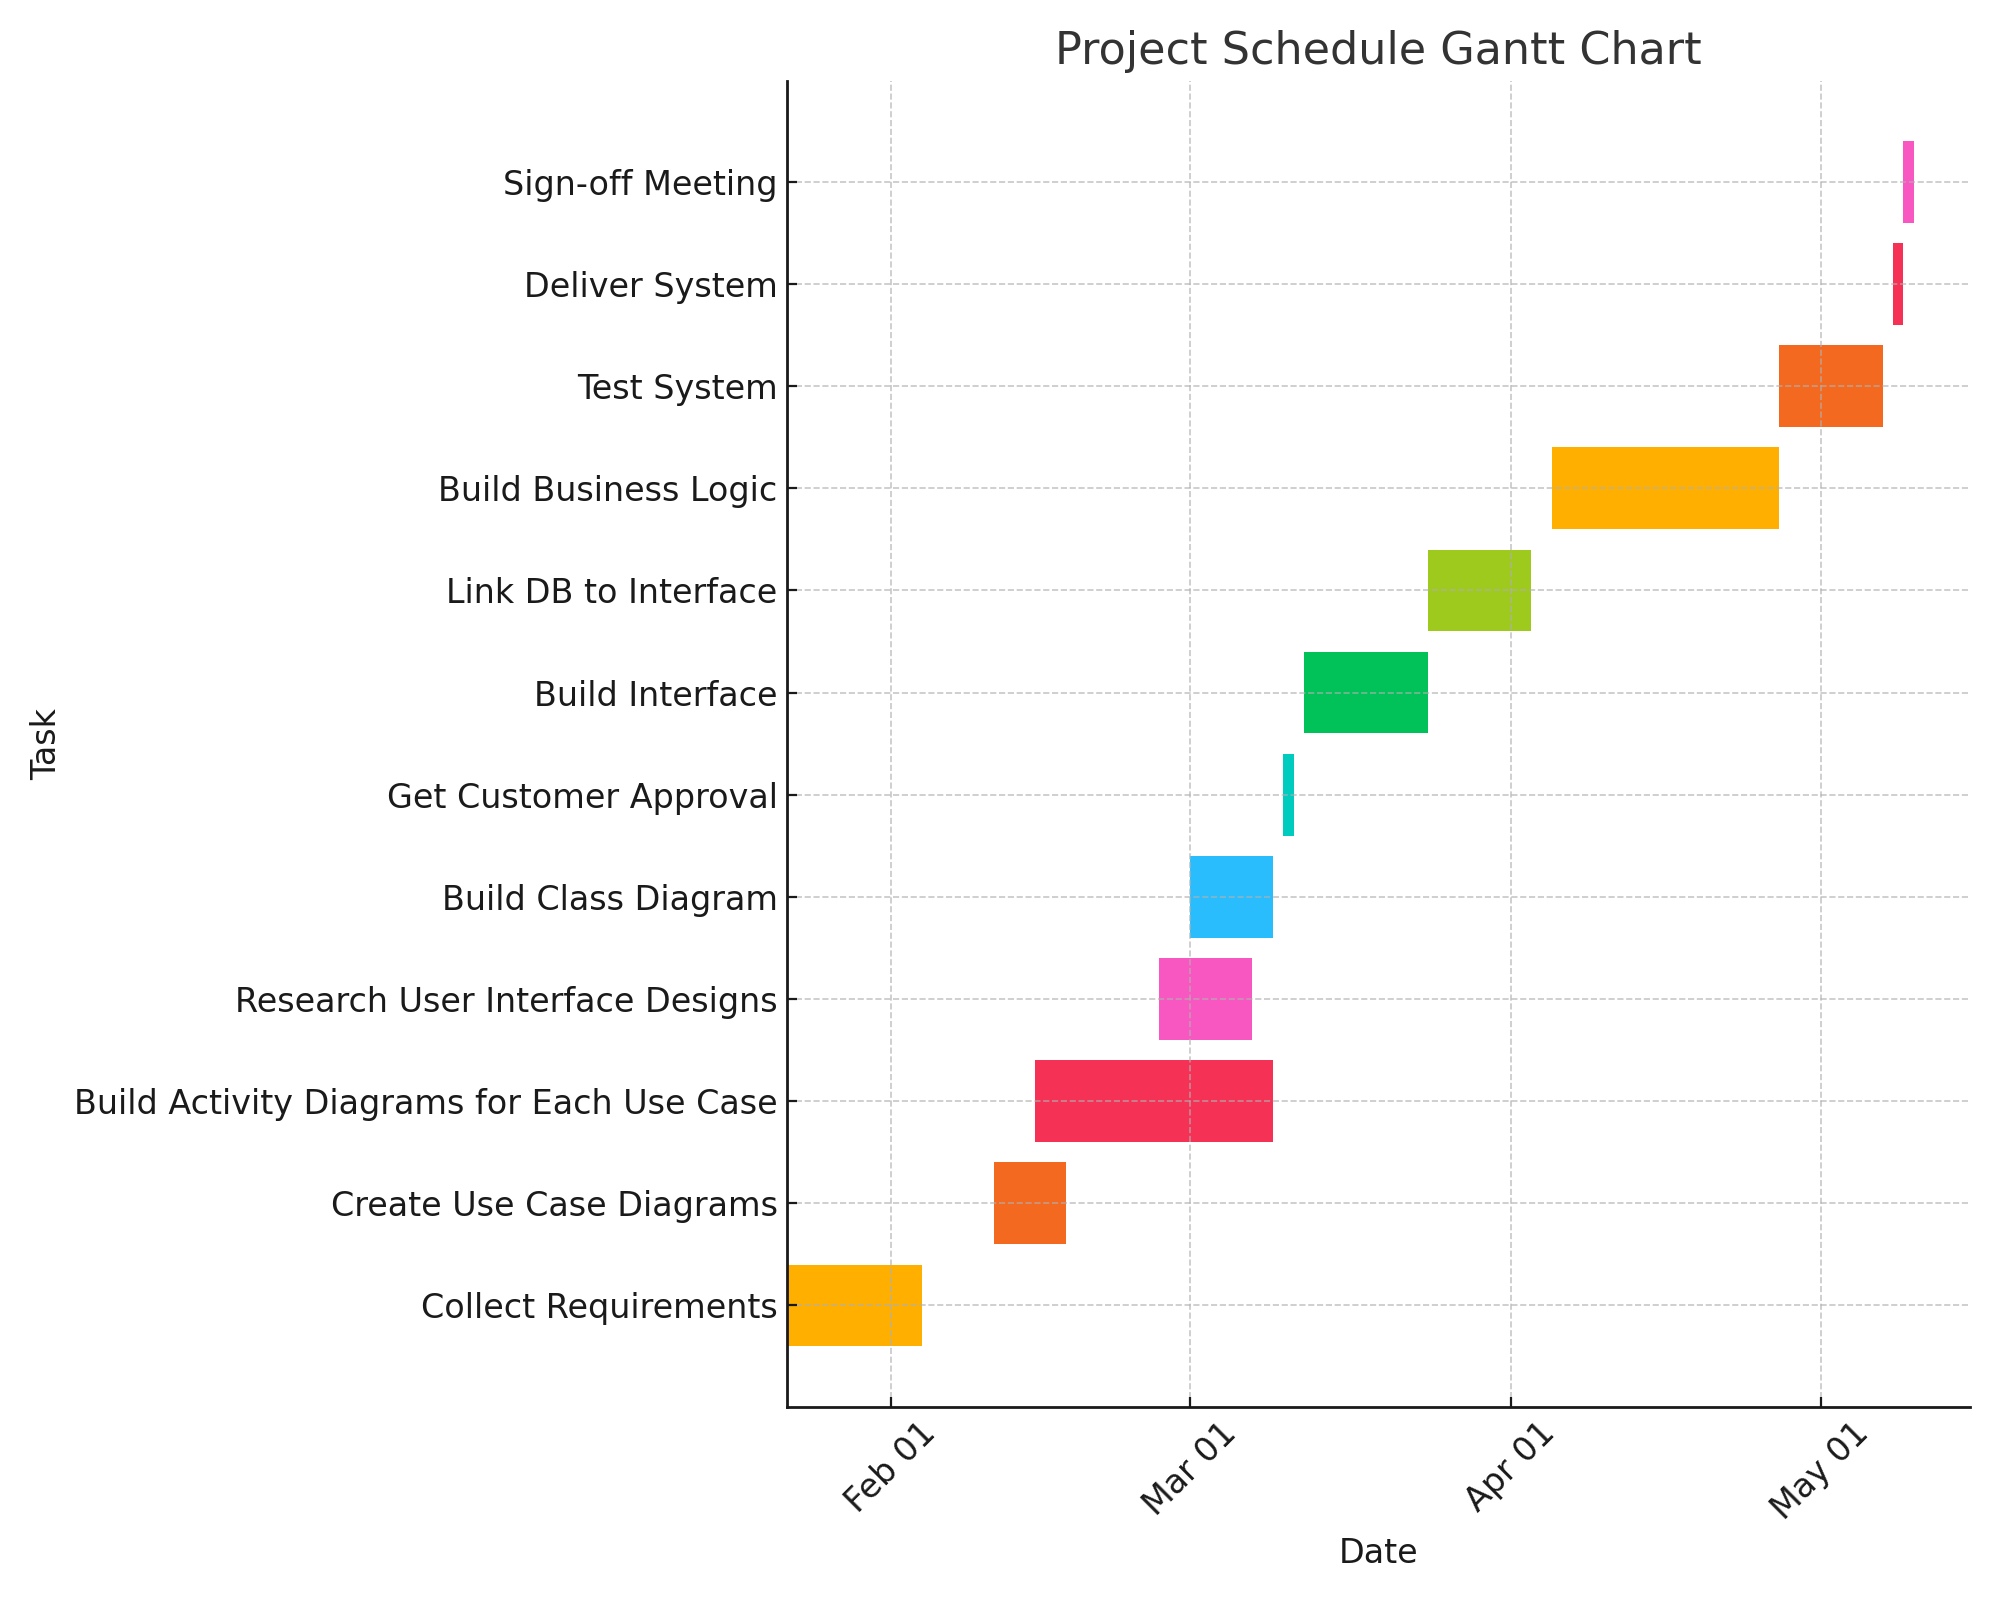 Project Schedule Gantt Chart
Sign-off Meeting
Deliver System
Test System
Build Business Logic
Link DB to Interface
Build Interface
Get Customer Approval
Build Class Diagram
Research User Interface Designs
Build Activity Diagrams for Each Use Case
Create Use Case Diagrams
Collect Requirements
Task
Feb 01
Mar 01
Apr 01
May 01
Date